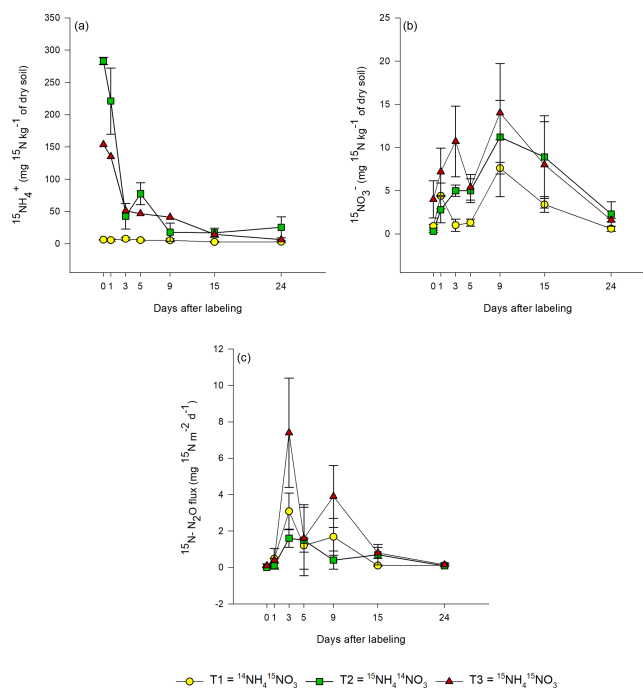 (a)
350
300
250
200
150
100
50
0
¹⁵NH₄⁺ (mg ¹⁵N kg⁻¹ of dry soil)
0 1 3 5 9 15 24
Days after labeling
(b)
25
20
15
10
5
0
¹⁵NO₃⁻ (mg ¹⁵N kg⁻¹ of dry soil)
0 1 3 5 9 15 24
Days after labeling
(c)
12
10
8
6
4
2
0
-2
¹⁵N- N₂O flux (mg ¹⁵N m⁻² d⁻¹)
0 1 3 5 9 15 24
Days after labeling
T1 = ¹⁴NH₄¹⁵NO₃ T2 = ¹⁵NH₄¹⁴NO₃ T3 = ¹⁵NH₄¹⁵NO₃